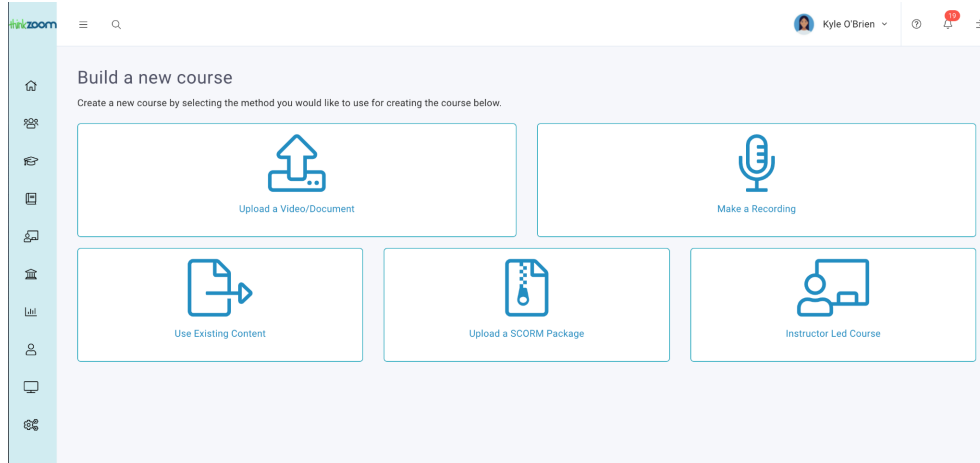 thinkzoom
Kyle O'Brien
19
Build a new course
Create a new course by selecting the method you would like to use for creating the course below.
Upload a Video/Document
Make a Recording
Use Existing Content
Upload a SCORM Package
Instructor Led Course